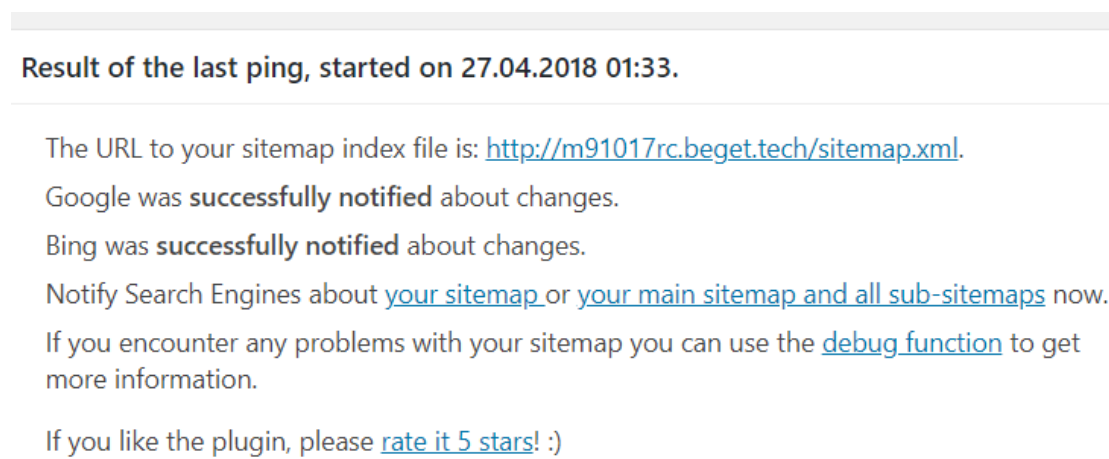 Result of the last ping, started on 27.04.2018 01:33.
The URL to your sitemap index file is: http://m91017rc.beget.tech/sitemap.xml.
Google was successfully notified about changes.
Bing was successfully notified about changes.
Notify Search Engines about your sitemap or your main sitemap and all sub-sitemaps now.
If you encounter any problems with your sitemap you can use the debug function to get
more information.
If you like the plugin, please rate it 5 stars! :)